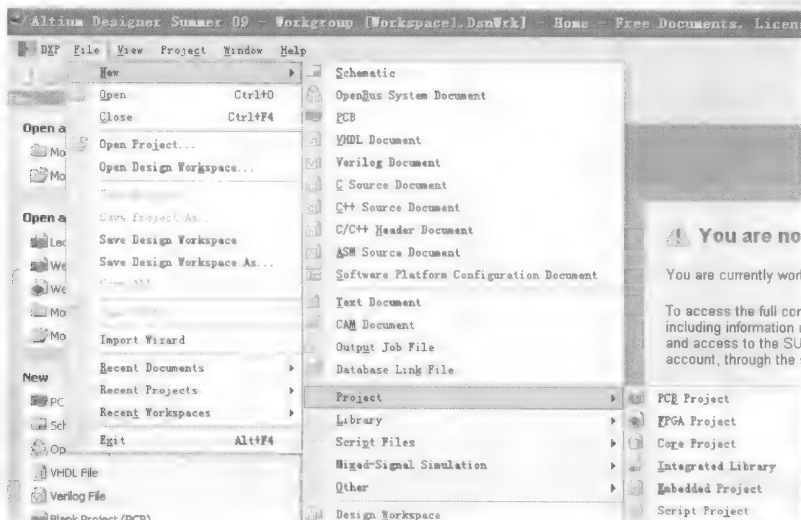 Altium Designer Summer 09 - Workgroup [Workspace1.DsnWrk] - Home - Free Documents. Licen
DXP File View Project Window Help
New
Open Ctrl+O
Close Ctrl+F4
Open Project...
Open Design Workspace...
Save Project As...
Save Design Workspace
Save Design Workspace As...
Save All
Import Wizard
Recent Documents
Recent Projects
Recent Workspaces
Exit Alt+F4
Schematic
OpenBus System Document
PCB
VHDL Document
Verilog Document
C Source Document
C++ Source Document
C/C++ Header Document
ASM Source Document
Software Platform Configuration Document
Text Document
CAM Document
Output Job File
Database Link File
Project
Library
Script Files
Mixed-Signal Simulation
Other
Design Workspace
PCB Project
FPGA Project
Core Project
Integrated Library
Embedded Project
Script Project
Open a
Mo
Mo
Open a
Loc
We
We
Mo
Mo
New
PC
Sch
Op
VHDL File
Verilog File
Blank Project (PCB)
You are no
You are currently work
To access the full con
including information
and access to the SU
account, through the